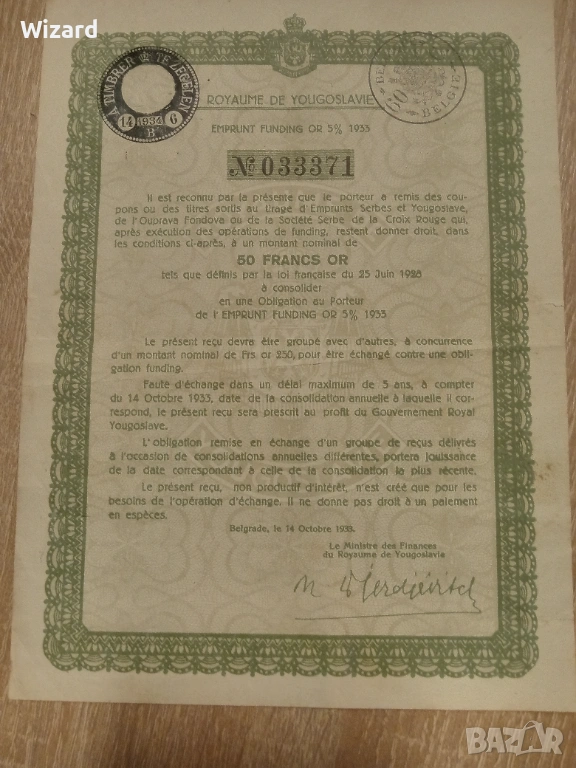 Wizard
A TIMBRER TE ZEGELEN
14 1934 6
B
50
BELGIE
ROYAUME DE YOUGOSLAVIE
EMPRUNT FUNDING OR 5% 1933
№ 033371
Il est reconnu par la présente que le porteur a remis des cou-
pons ou des titres sortis au tirage d'Emprunts Serbes et Yougoslave,
de l'Ouprava Fondova ou de la Société Serbe de la Croix Rouge qui,
après exécution des opérations de funding, restent donner droit, dans
les conditions ci-après, à un montant nominal de
50 FRANCS OR
tels que définis par la loi française du 25 Juin 1928
à consolider
en une Obligation au Porteur
de l'EMPRUNT FUNDING OR 5% 1933
Le présent reçu devra être groupé avec d'autres, à concurrence
d'un montant nominal de Frs or 250, pour être échangé contre une obli-
gation funding.
Faute d'échange dans un délai maximum de 5 ans, à compter
du 14 Octobre 1933, date de la consolidation annuelle à laquelle il cor-
respond, le présent reçu sera prescrit au profit du Gouvernement Royal
Yougoslave.
L'obligation remise en échange d'un groupe de reçus délivrés
à l'occasion de consolidations annuelles différentes, portera jouissance
de la date correspondant à celle de la consolidation la plus récente.
Le présent reçu, non productif d'intérêt, n'est créé que pour les
besoins de l'opération d'échange. Il ne donne pas droit à un paiement
en espèces.
Belgrade, le 14 Octobre 1933.
Le Ministre des Finances
du Royaume de Yougoslavie
BAZAR